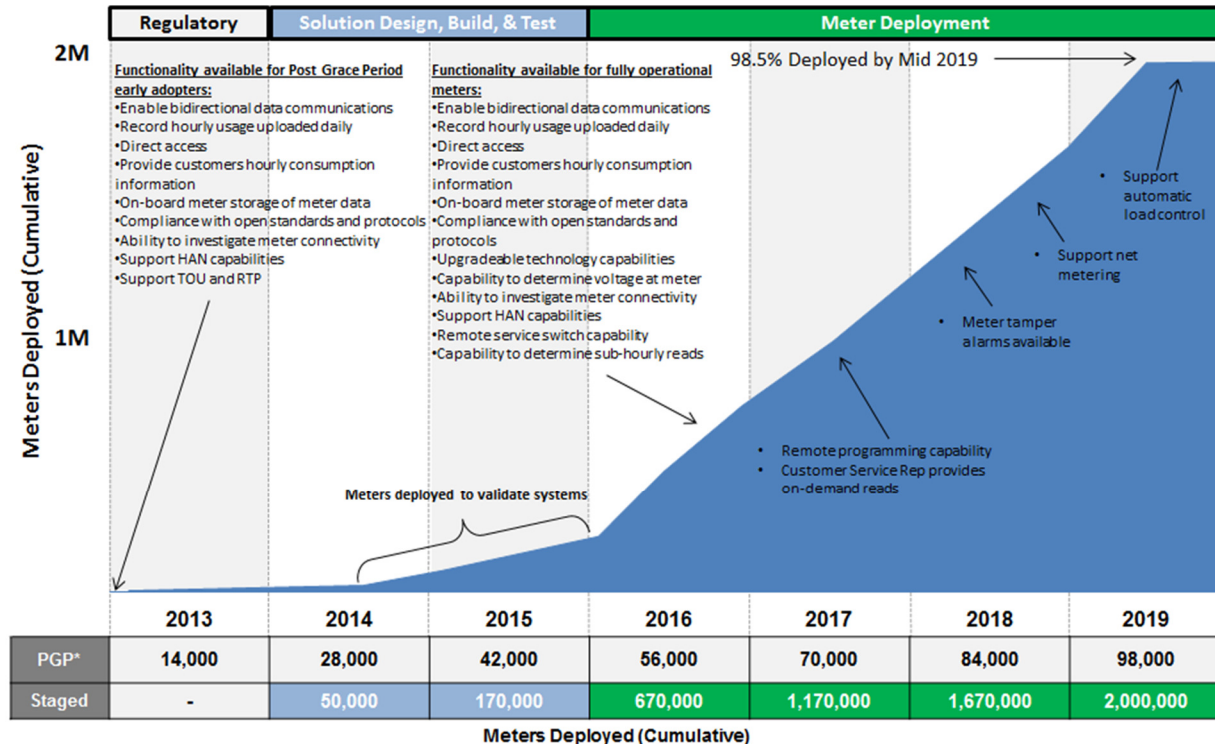 Regulatory
Solution Design, Build, & Test
Meter Deployment
2M
1M
Meters Deployed (Cumulative)
Functionality available for Post Grace Period
early adopters:
•Enable bidirectional data communications
•Record hourly usage uploaded daily
•Direct access
•Provide customers hourly consumption
information
•On-board meter storage of meter data
•Compliance with open standards and protocols
•Ability to investigate meter connectivity
•Support HAN capabilities
•Support TOU and RTP
Functionality available for fully operational
meters:
•Enable bidirectional data communications
•Record hourly usage uploaded daily
•Direct access
•Provide customers hourly consumption
information
•On-board meter storage of meter data
•Compliance with open standards and
protocols
•Upgradeable technology capabilities
•Capability to determine voltage at meter
•Ability to investigate meter connectivity
•Support HAN capabilities
•Remote service switch capability
•Capability to determine sub-hourly reads
98.5% Deployed by Mid 2019
• Support
automatic
load control
• Support net
metering
• Meter tamper
alarms available
• Remote programming capability
• Customer Service Rep provides
on-demand reads
Meters deployed to validate systems
2013 2014 2015 2016 2017 2018 2019
PGP* 14,000 28,000 42,000 56,000 70,000 84,000 98,000
Staged - 50,000 170,000 670,000 1,170,000 1,670,000 2,000,000
Meters Deployed (Cumulative)